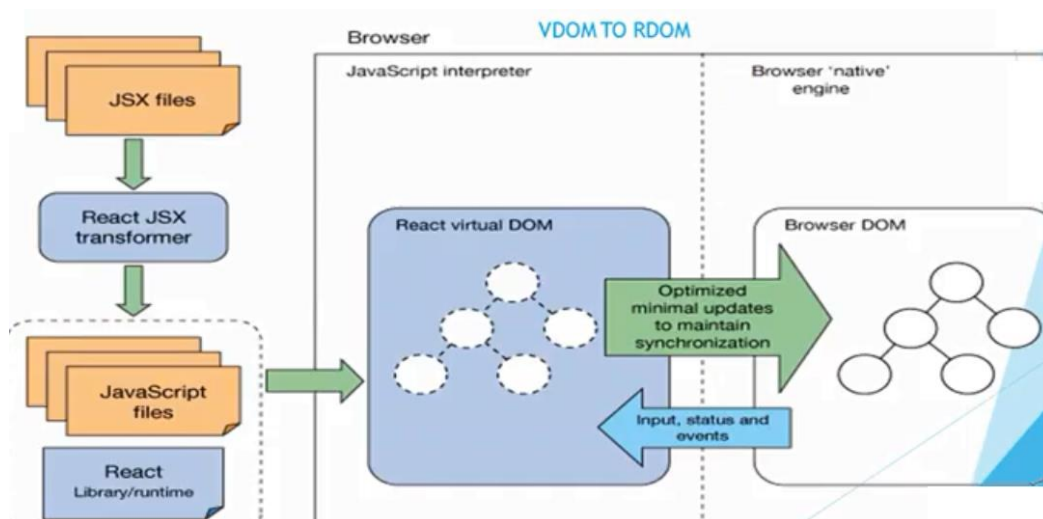 VDOM TO RDOM
Browser
JavaScript interpreter
Browser ‘native’
engine
JSX files
React JSX
transformer
JavaScript
files
React
Library/runtime
React virtual DOM
Optimized
minimal updates
to maintain
synchronization
Input, status and
events
Browser DOM